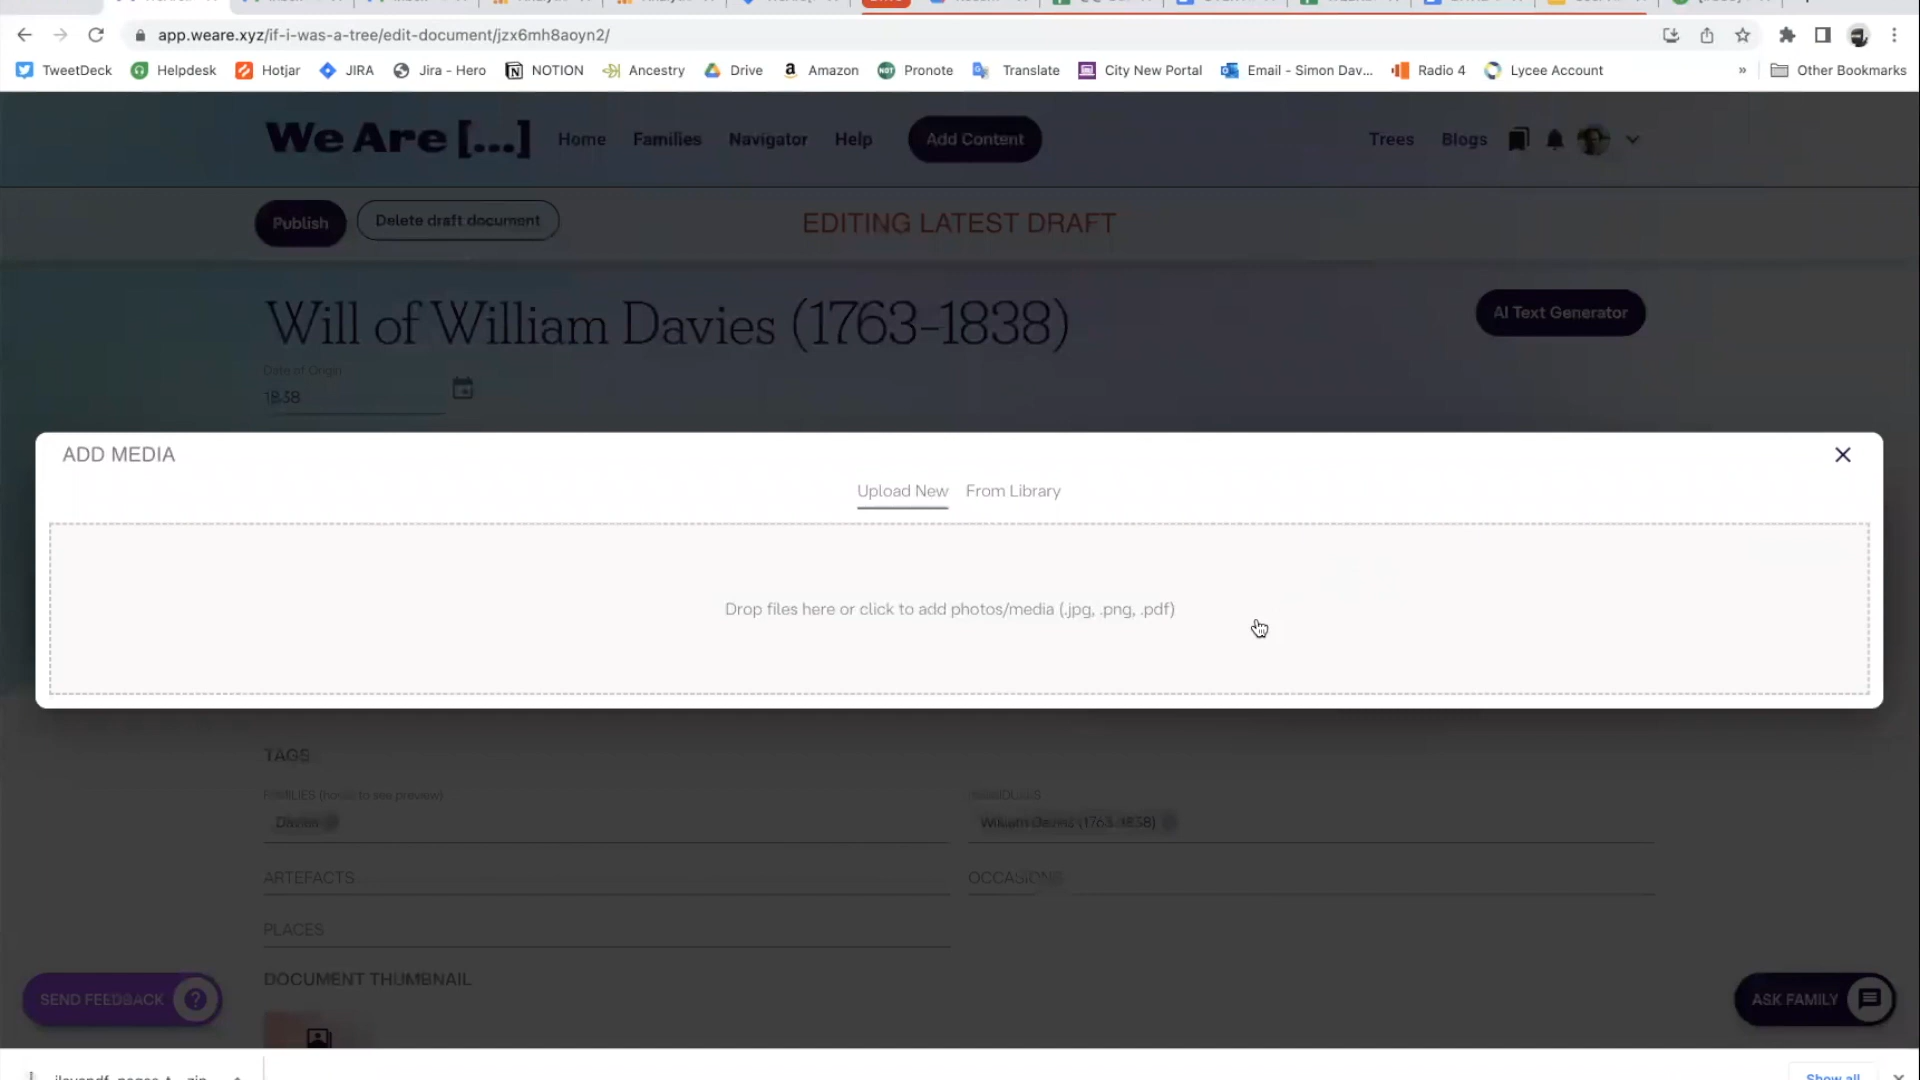 app.weare.xyz/if-i-was-a-tree/edit-document/jzx6mh8aoyn2/
TweetDeck Helpdesk Hotjar JIRA Jira - Hero NOTION Ancestry Drive Amazon Pronote Translate City New Portal Email - Simon Dav... Radio 4 Lycee Account » Other Bookmarks
We Are [...] Home Families Navigator Help Add Content Trees Blogs
Publish Delete draft document EDITING LATEST DRAFT
Will of William Davies (1763-1838) AI Text Generator
Date of Origin
1838
ADD MEDIA
Upload New From Library
Drop files here or click to add photos/media (.jpg, .png, .pdf)
TAGS
FAMILIES (hover to see preview)
Davies William Davies (1763-1838)
ARTEFACTS OCCASIONS
PLACES
DOCUMENT THUMBNAIL
SEND FEEDBACK ? ASK FAMILY
Show all